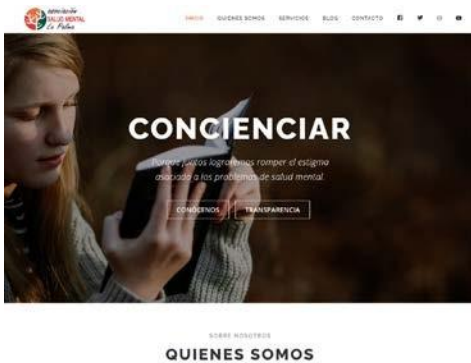 asociación
SALUD MENTAL
La Palma
INICIO QUIENES SOMOS SERVICIOS BLOG CONTACTO
CONCIENCIAR
Porque juntos lograremos romper el estigma
asociado a los problemas de salud mental.
CONÓCENOS TRANSPARENCIA
SOBRE NOSOTROS
QUIENES SOMOS